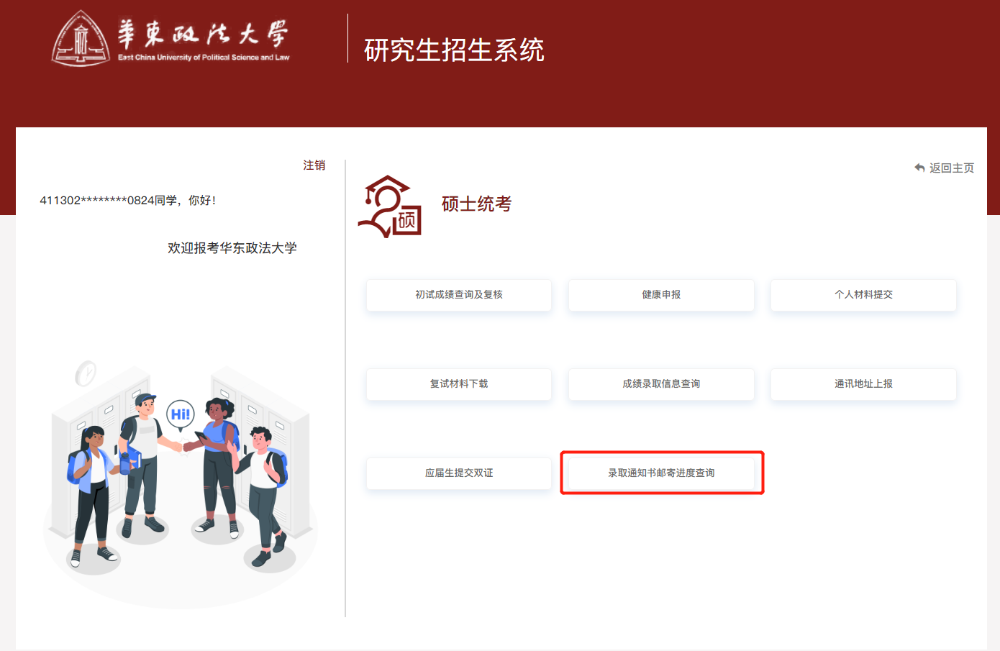 華東政法大學
East China University of Political Science and Law
研究生招生系统
注销
返回主页
411302********0824同学，你好！
欢迎报考华东政法大学
硕
硕士统考
初试成绩查询及复核
健康申报
个人材料提交
复试材料下载
成绩录取信息查询
通讯地址上报
应届生提交双证
录取通知书邮寄进度查询
Hi!